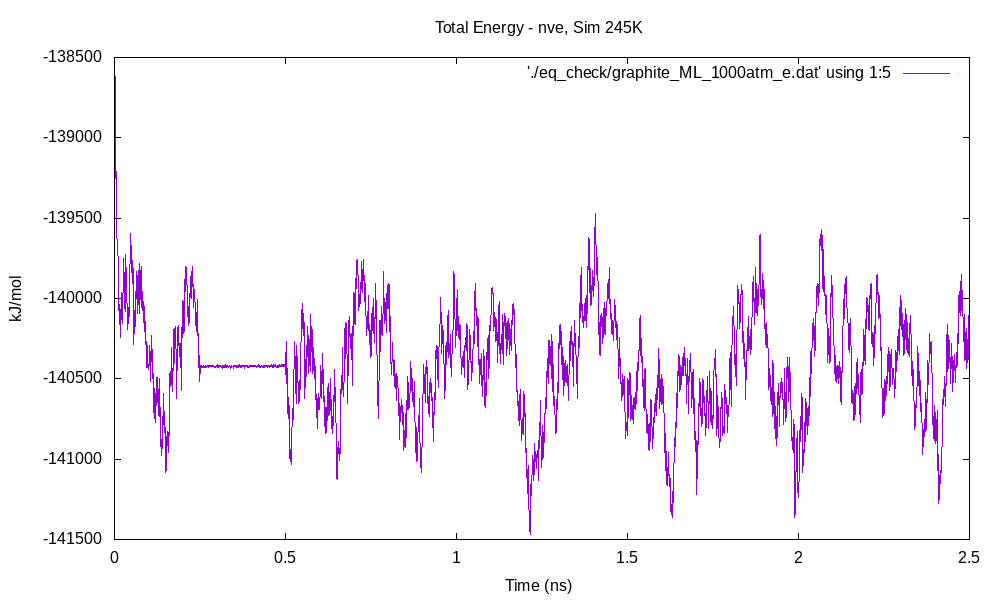 Total Energy - nve, Sim 245K
'./eq_check/graphite_ML_1000atm_e.dat' using 1:5
-138500
-139000
-139500
-140000
-140500
-141000
-141500
kJ/mol
0 0.5 1 1.5 2 2.5
Time (ns)